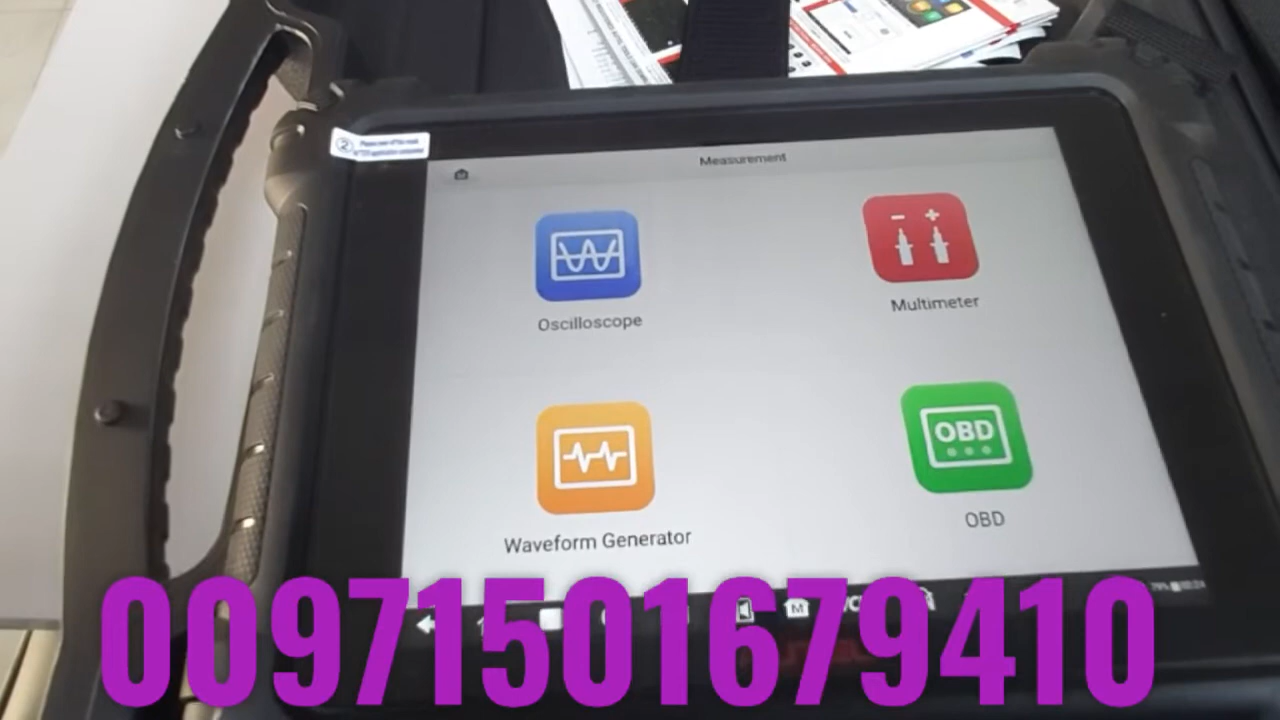 Measurement
Oscilloscope
Multimeter
OBD
Waveform Generator
OBD
M
00971501679410